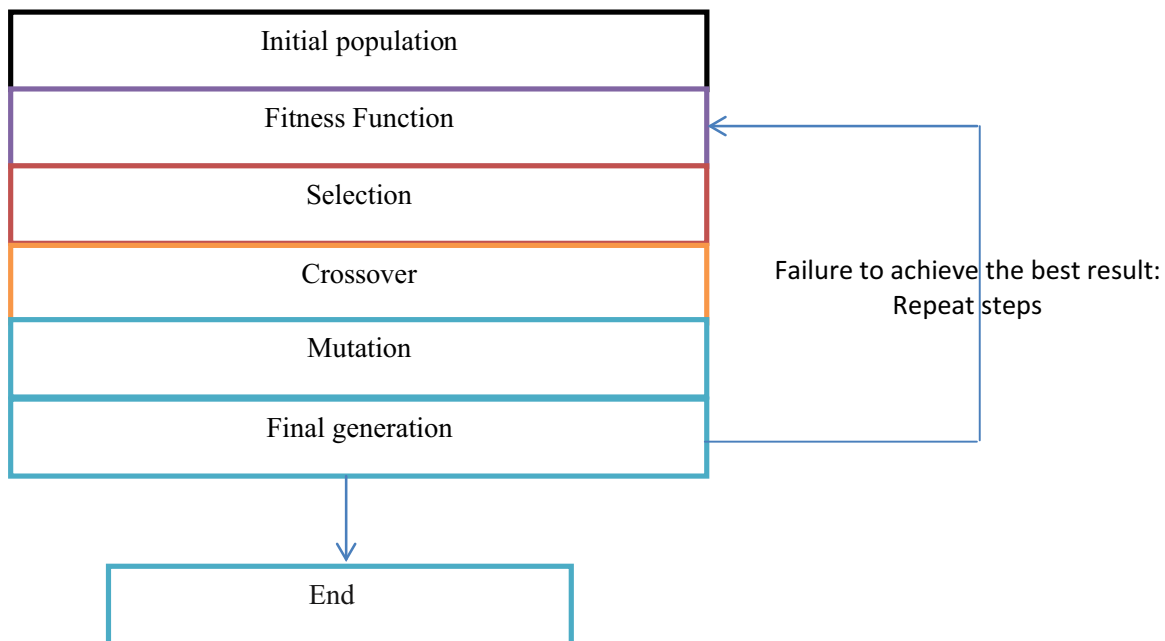 Initial population
Fitness Function
Selection
Crossover
Failure to achieve the best result:
Repeat steps
Mutation
Final generation
End